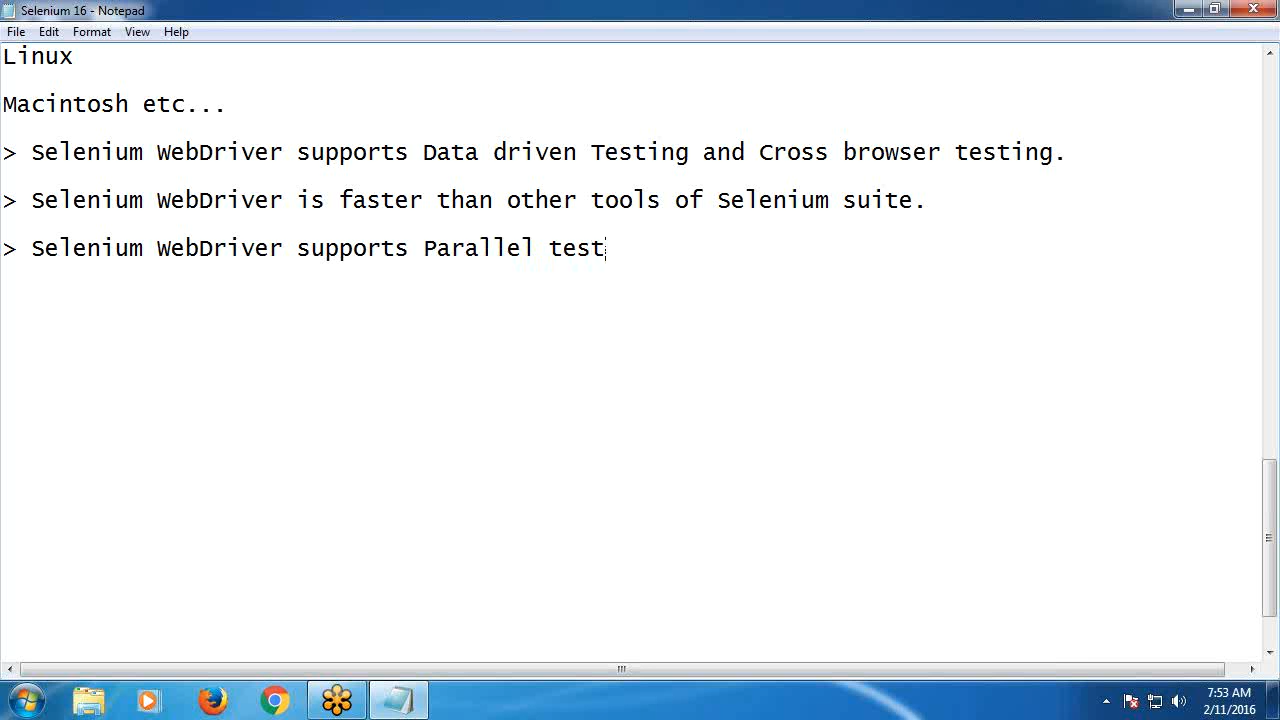 Selenium 16 - Notepad
File Edit Format View Help
Linux
Macintosh etc...
> Selenium WebDriver supports Data driven Testing and Cross browser testing.
> Selenium WebDriver is faster than other tools of Selenium suite.
> Selenium WebDriver supports Parallel test
7:53 AM
2/11/2016